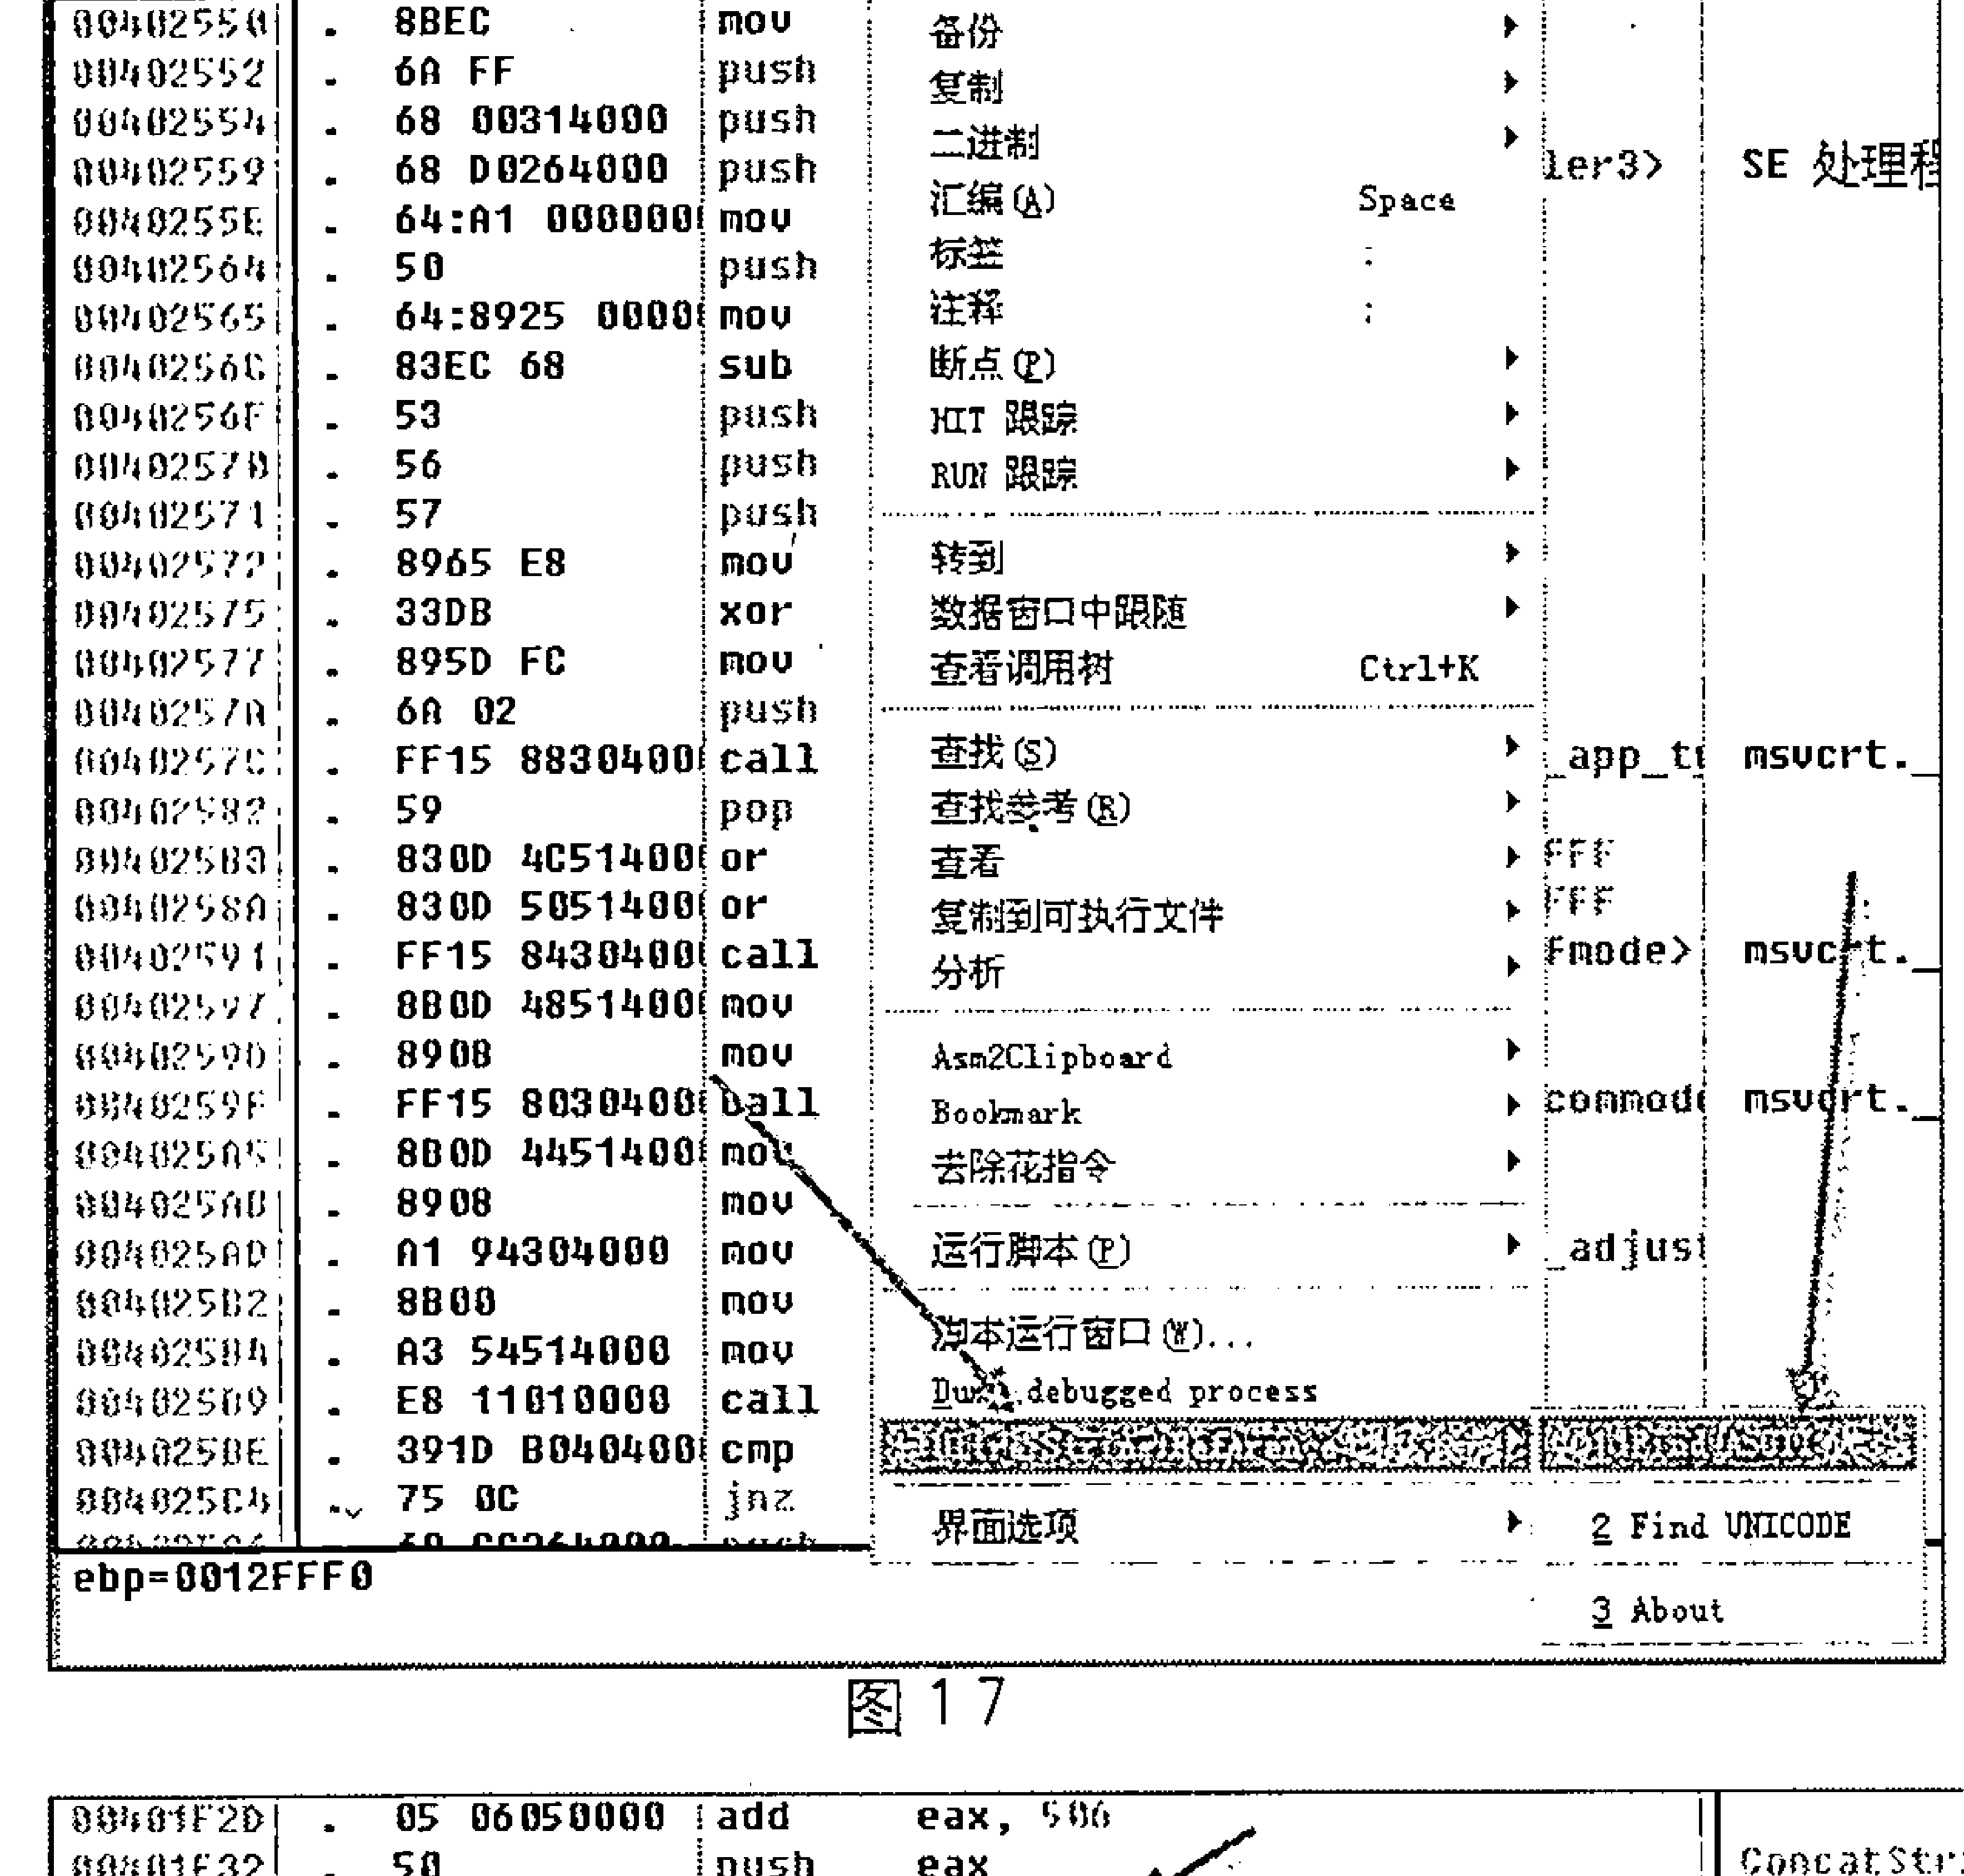 00402550 . 8BEC mov 备份
00402552 . 6A FF push 复制
00402554 . 68 00314000 push 二进制
00402559 . 68 D0264000 push ler3> SE 处理程
0040255E . 64:A1 000000 mov 汇编(A) Space
00402564 . 50 push 标签 :
00402565 . 64:8925 0000 mov 注释 ;
0040256C . 83EC 68 sub 断点(P)
0040256F . 53 push HIT 跟踪
00402570 . 56 push RUN 跟踪
00402571 . 57 push
00402572 . 8965 E8 mov 转到
00402575 . 33DB xor 数据窗口中跟随
00402577 . 895D FC mov 查看调用树 Ctrl+K
0040257A . 6A 02 push
0040257C . FF15 8830400 call 查找(S) _app_t msvcrt._
00402582 . 59 pop 查找参考(R)
00402583 . 830D 4C51400 or 查看 FFF
0040258A . 830D 5051400 or 复制到可执行文件 FFF
00402591 . FF15 8430400 call 分析 fmode> msvcrt._
00402597 . 8B0D 4851400 mov
0040259D . 8908 mov Asm2Clipboard
0040259F . FF15 8030400 call Bookmark commod msvcrt._
004025A5 . 8B0D 4451400 mov 去除花指令
004025AB . 8908 mov
004025AD . A1 94304000 mov 运行脚本(P) _adjust
004025B2 . 8B00 mov
004025B4 . A3 54514000 mov 脚本运行窗口(W)...
004025B9 . E8 11010000 call debugged process
004025BE . 391D B040400 cmp
004025C4 . 75 0C jnz 界面选项 2 Find UNICODE
ebp=0012FFF0
3 About
图17
00401F2D . 05 06050000 add eax, 506
00401F32 . 50 push eax ConcatStr